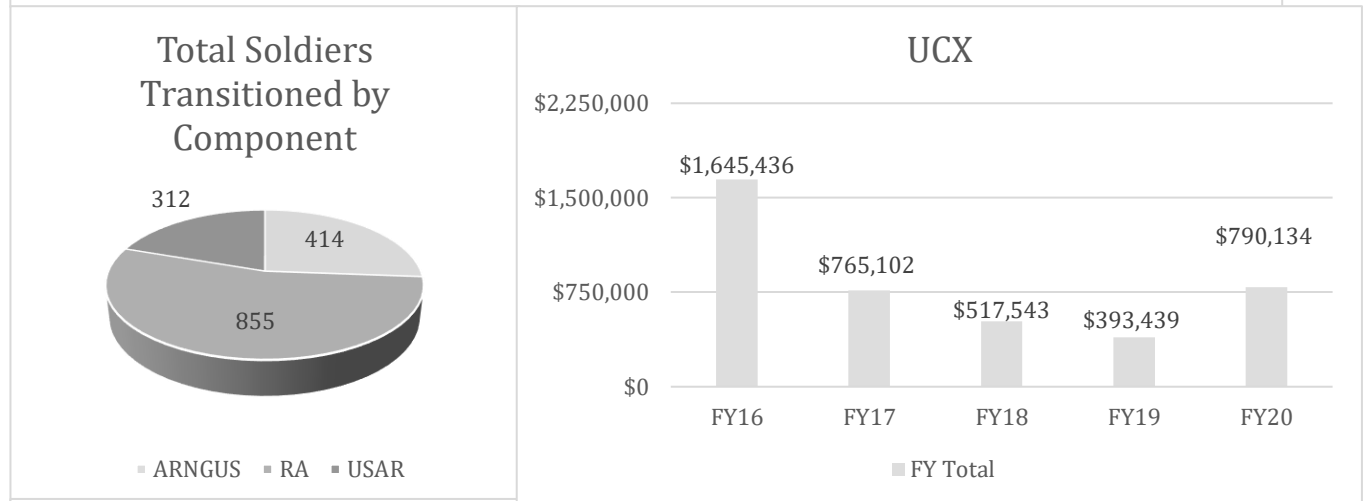 Total Soldiers
Transitioned by
Component
312
414
855
ARNGUS RA USAR
UCX
$2,250,000
$1,645,436
$1,500,000
$790,134
$765,102
$750,000
$517,543
$393,439
$0
FY16 FY17 FY18 FY19 FY20
FY Total